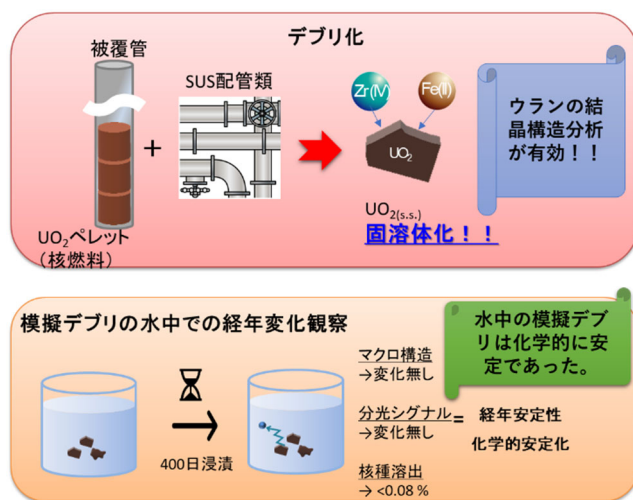 デブリ化
被覆管
SUS配管類
Zr(IV)
Fe(II)
ウランの結
晶構造分析
が有効！！
+
UO₂
UO₂ペレット
（核燃料）
UO₂(s.s.)
固溶体化！！
模擬デブリの水中での経年変化観察
水中の模擬デブ
リは化学的に安
定であった。
マクロ構造
→変化無し
分光シグナル
→変化無し
=
経年安定性
化学的安定化
400日浸漬
核種溶出
→ <0.08 %